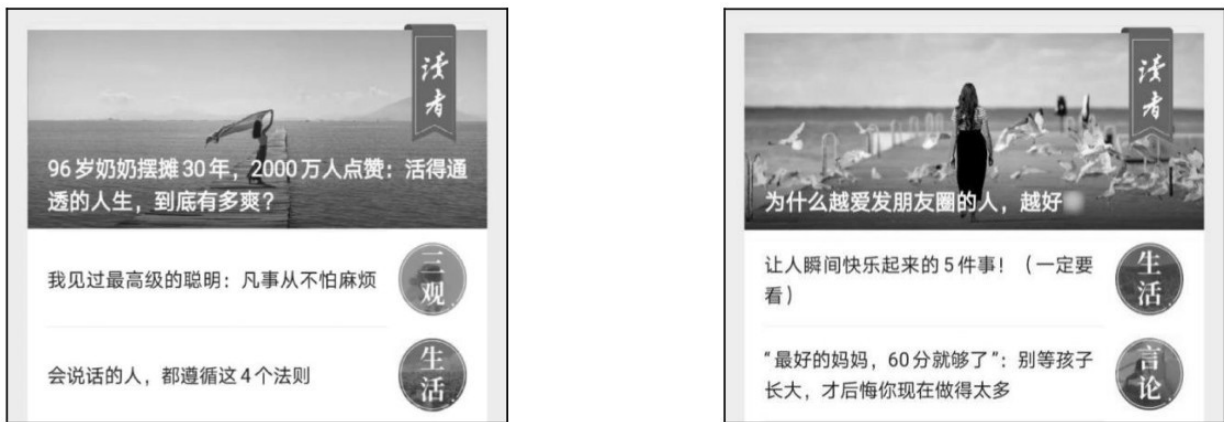 读者
96岁奶奶摆摊30年，2000万人点赞：活得通
透的人生，到底有多爽？
我见过最高级的聪明：凡事从不怕麻烦
三观
会说话的人，都遵循这4个法则
生活
读者
为什么越爱发朋友圈的人，越好
让人瞬间快乐起来的5件事！（一定要
看）
生活
“最好的妈妈，60分就够了”：别等孩子
长大，才后悔你现在做得太多
言论